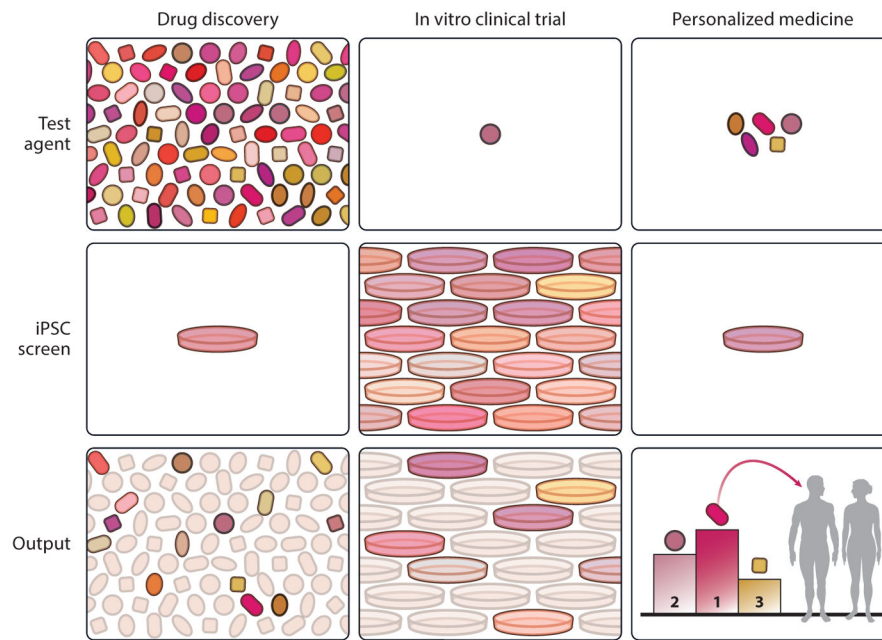 Drug discovery
In vitro clinical trial
Personalized medicine
Test
agent
iPSC
screen
Output
2
1
3